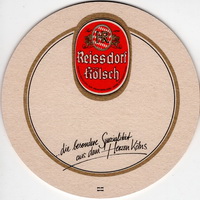 Reissdorf
Kölsch
die besondere Spezialität
aus dem Herzen Kölns